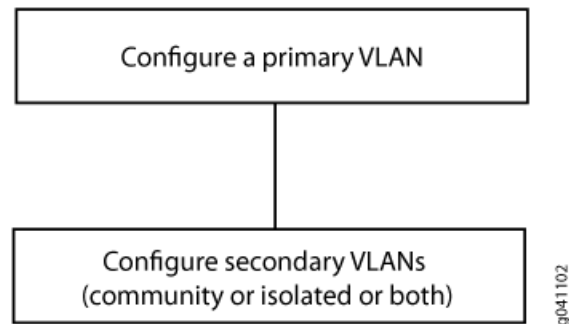 Configure a primary VLAN
Configure secondary VLANs
(community or isolated or both)
g041102